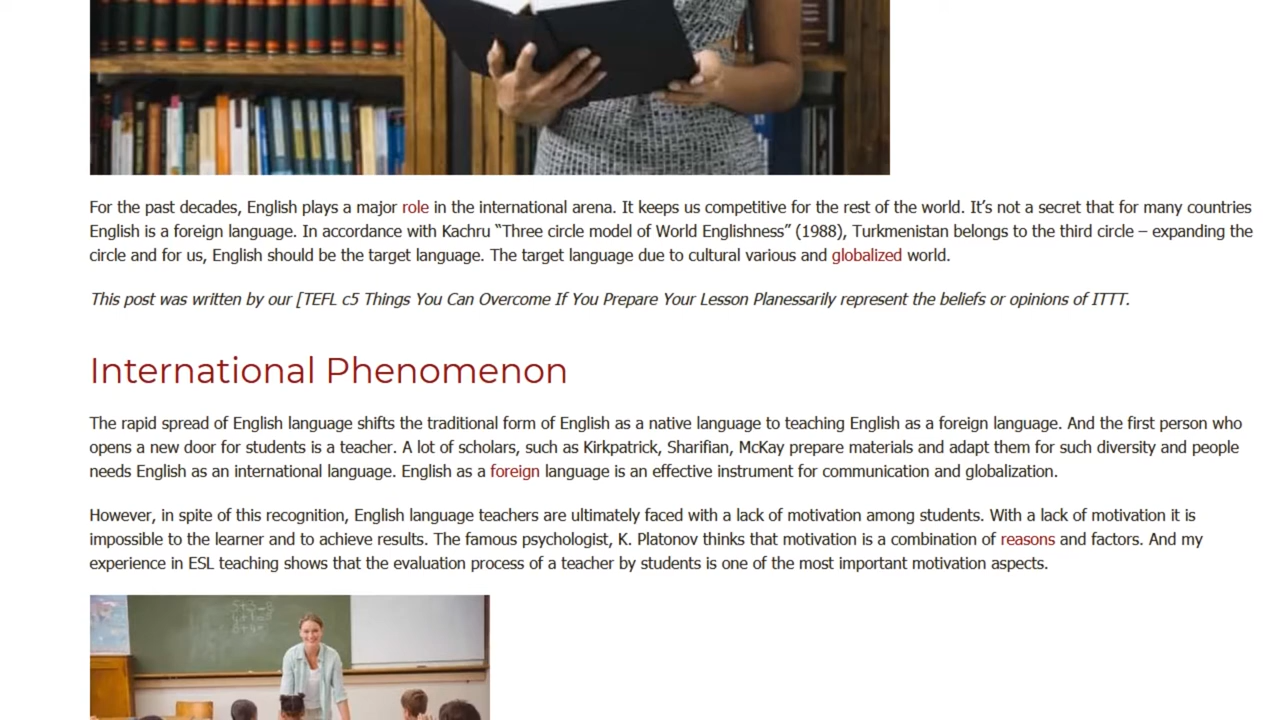 For the past decades, English plays a major role in the international arena. It keeps us competitive for the rest of the world. It’s not a secret that for many countries
English is a foreign language. In accordance with Kachru “Three circle model of World Englishness” (1988), Turkmenistan belongs to the third circle – expanding the
circle and for us, English should be the target language. The target language due to cultural various and globalized world.
This post was written by our [TEFL c5 Things You Can Overcome If You Prepare Your Lesson Planessarily represent the beliefs or opinions of ITTT.
International Phenomenon
The rapid spread of English language shifts the traditional form of English as a native language to teaching English as a foreign language. And the first person who
opens a new door for students is a teacher. A lot of scholars, such as Kirkpatrick, Sharifian, McKay prepare materials and adapt them for such diversity and people
needs English as an international language. English as a foreign language is an effective instrument for communication and globalization.
However, in spite of this recognition, English language teachers are ultimately faced with a lack of motivation among students. With a lack of motivation it is
impossible to the learner and to achieve results. The famous psychologist, K. Platonov thinks that motivation is a combination of reasons and factors. And my
experience in ESL teaching shows that the evaluation process of a teacher by students is one of the most important motivation aspects.